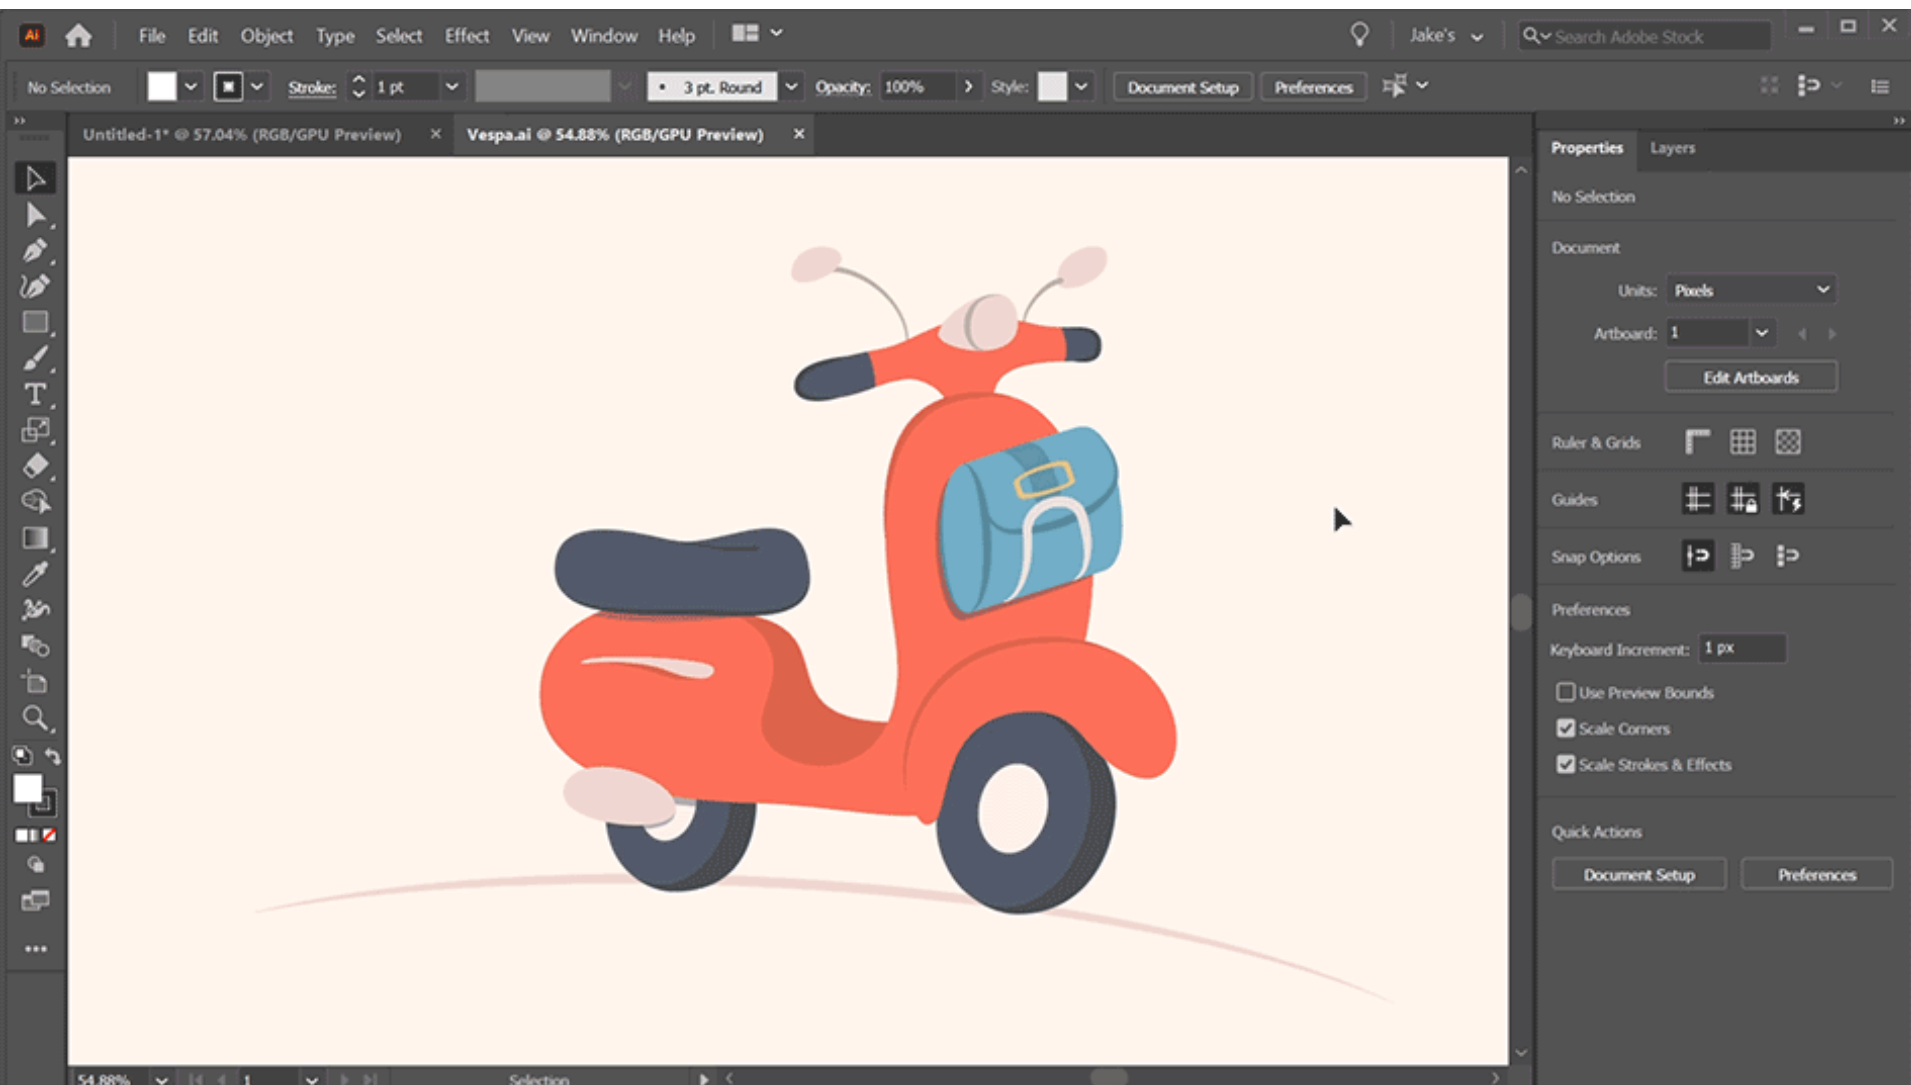 Ai File Edit Object Type Select Effect View Window Help Jake's Search Adobe Stock
No Selection Stroke: 1 pt 3 pt. Round Opacity: 100% Style: Document Setup Preferences
Untitled-1* @ 57.04% (RGB/GPU Preview) Vespa.ai @ 54.88% (RGB/GPU Preview)
Properties Layers
No Selection
Document
Units: Pixels
Artboard: 1
Edit Artboards
Ruler & Grids
Guides
Snap Options
Preferences
Keyboard Increment: 1 px
Use Preview Bounds
Scale Corners
Scale Strokes & Effects
Quick Actions
Document Setup Preferences
54.88% 1 Selection